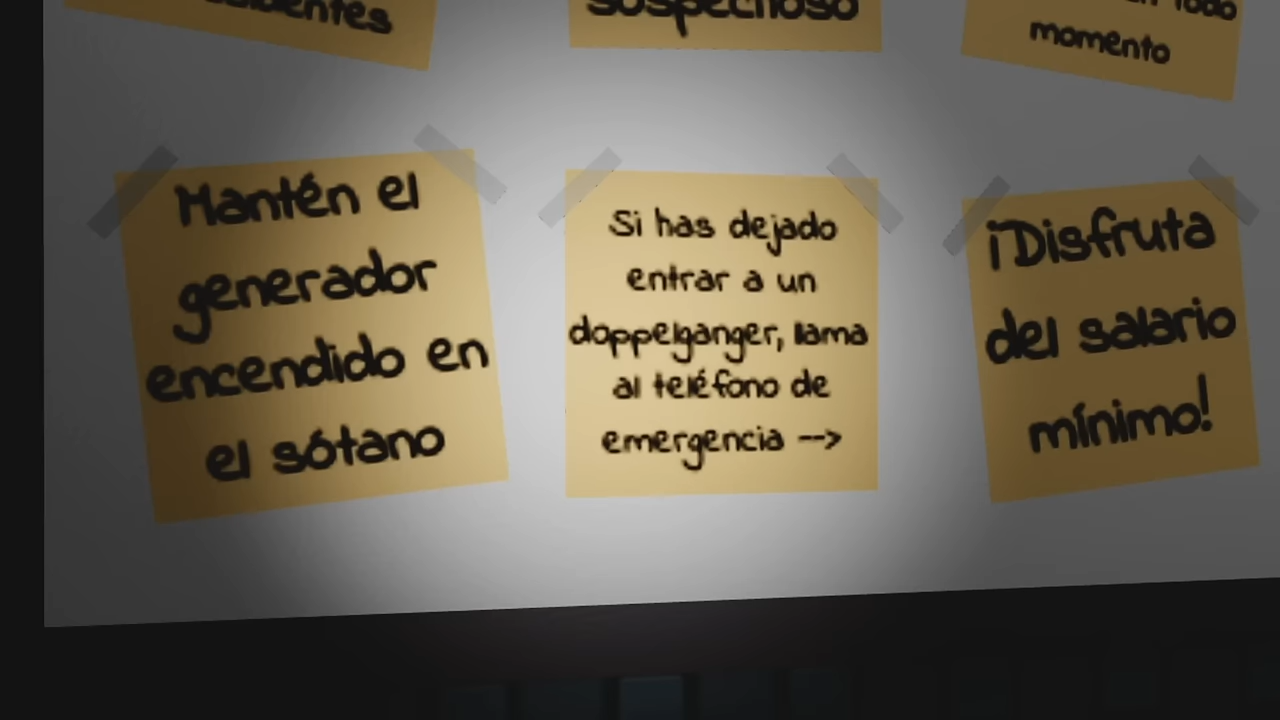 sospechoso
momento
Mantén el
generador
encendido en
el sótano
Si has dejado
entrar a un
doppelganger, llama
al teléfono de
emergencia -->
¡Disfruta
del salario
mínimo!